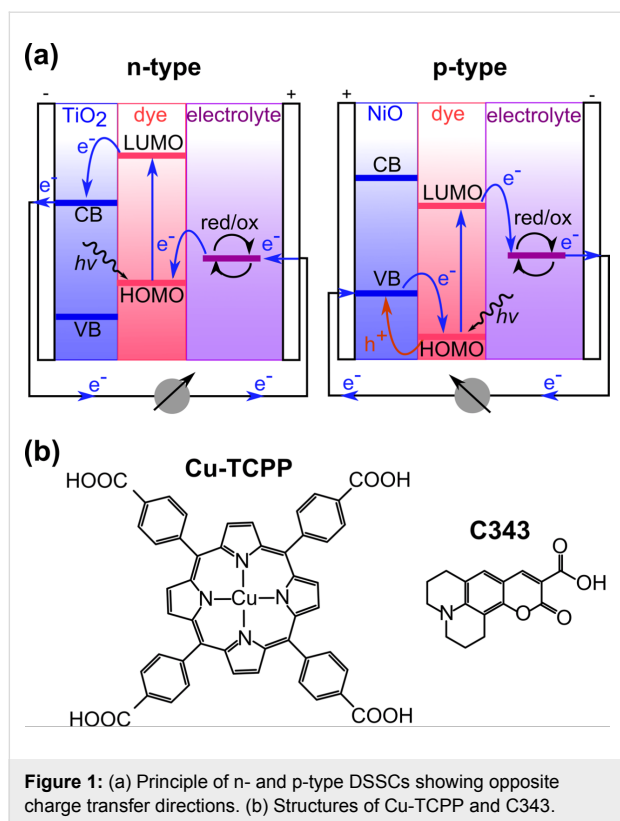 (a)
n-type
p-type
- +
+ -
TiO2 dye electrolyte
NiO dye electrolyte
LUMO
e-
CB
LUMO
e-
e-
CB
red/ox
red/ox
e-
e-
e-
hν
VB
e-
hν
HOMO
VB
h+
HOMO
e- e-
e- e-
(b)
Cu-TCPP
HOOC COOH
C343
N
N Cu N
N
O
OH
N O O
HOOC COOH
Figure 1: (a) Principle of n- and p-type DSSCs showing opposite
charge transfer directions. (b) Structures of Cu-TCPP and C343.